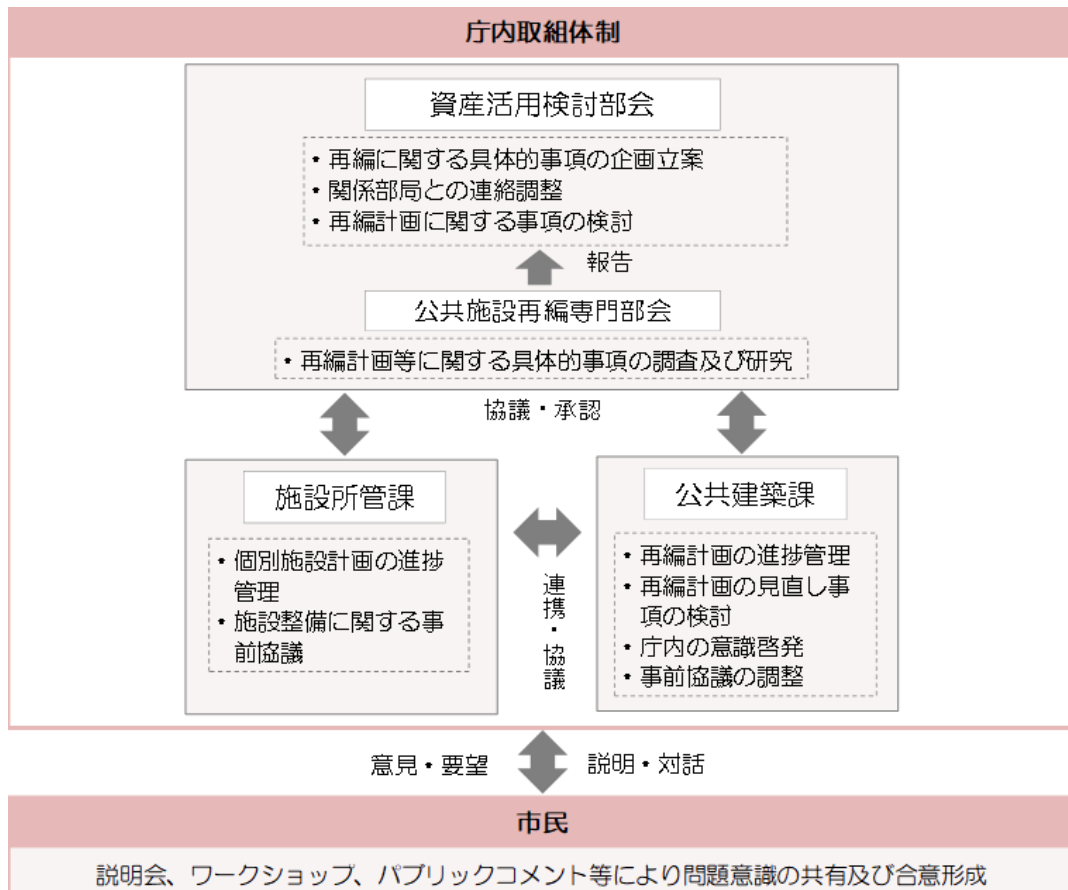 庁内取組体制
資産活用検討部会
・再編に関する具体的事項の企画立案
・関係部局との連絡調整
・再編計画に関する事項の検討
報告
公共施設再編専門部会
・再編計画等に関する具体的事項の調査及び研究
協議・承認
施設所管課
・個別施設計画の進捗
管理
・施設整備に関する事
前協議
連携・協議
公共建築課
・再編計画の進捗管理
・再編計画の見直し事
項の検討
・庁内の意識啓発
・事前協議の調整
意見・要望
説明・対話
市民
説明会、ワークショップ、パブリックコメント等により問題意識の共有及び合意形成